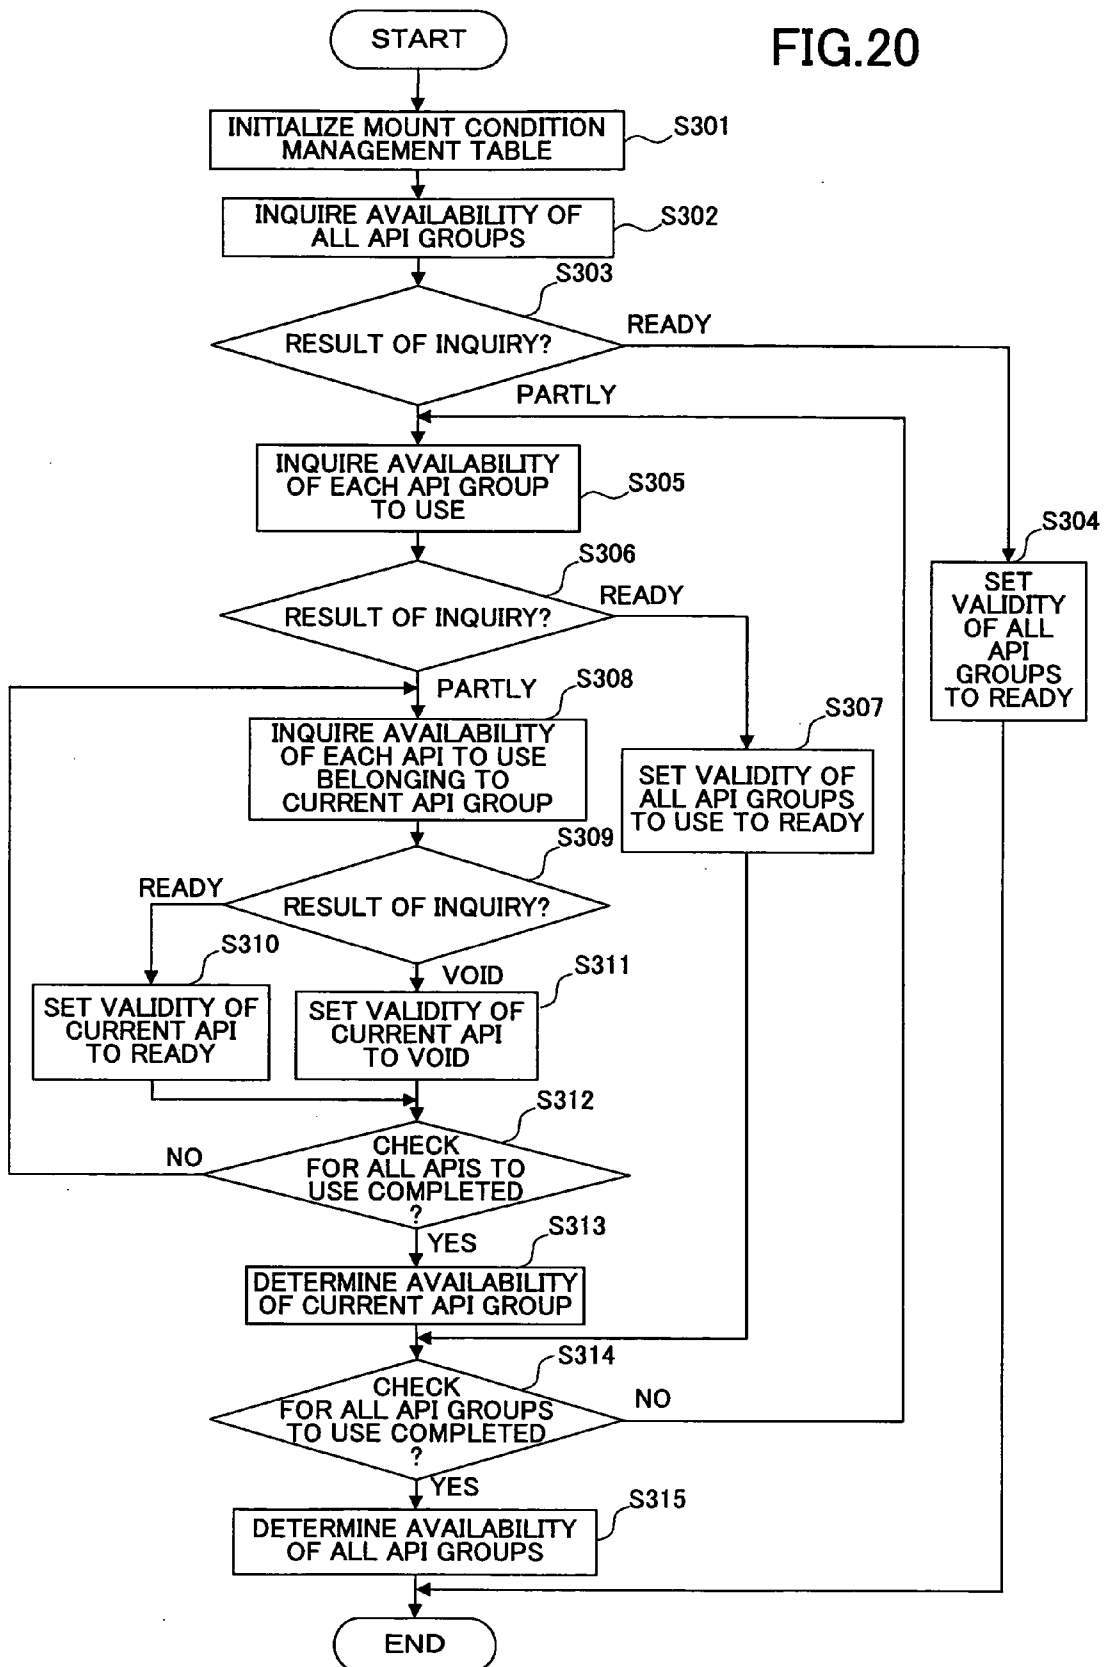 FIG.20
START
INITIALIZE MOUNT CONDITION
MANAGEMENT TABLE
S301
INQUIRE AVAILABILITY OF
ALL API GROUPS
S302
S303
RESULT OF INQUIRY?
READY
PARTLY
INQUIRE AVAILABILITY
OF EACH API GROUP
TO USE
S305
S304
SET
VALIDITY
OF ALL
API
GROUPS
TO READY
S306
RESULT OF INQUIRY?
READY
PARTLY
S308
INQUIRE AVAILABILITY
OF EACH API TO USE
BELONGING TO
CURRENT API GROUP
S307
SET VALIDITY OF
ALL API GROUPS
TO USE TO READY
S309
READY
RESULT OF INQUIRY?
S310
VOID
S311
SET VALIDITY OF
CURRENT API
TO READY
SET VALIDITY OF
CURRENT API
TO VOID
S312
NO
CHECK
FOR ALL APIS TO
USE COMPLETED
?
YES
S313
DETERMINE AVAILABILITY
OF CURRENT API GROUP
S314
CHECK
FOR ALL API GROUPS
TO USE COMPLETED
?
NO
YES
S315
DETERMINE AVAILABILITY
OF ALL API GROUPS
END